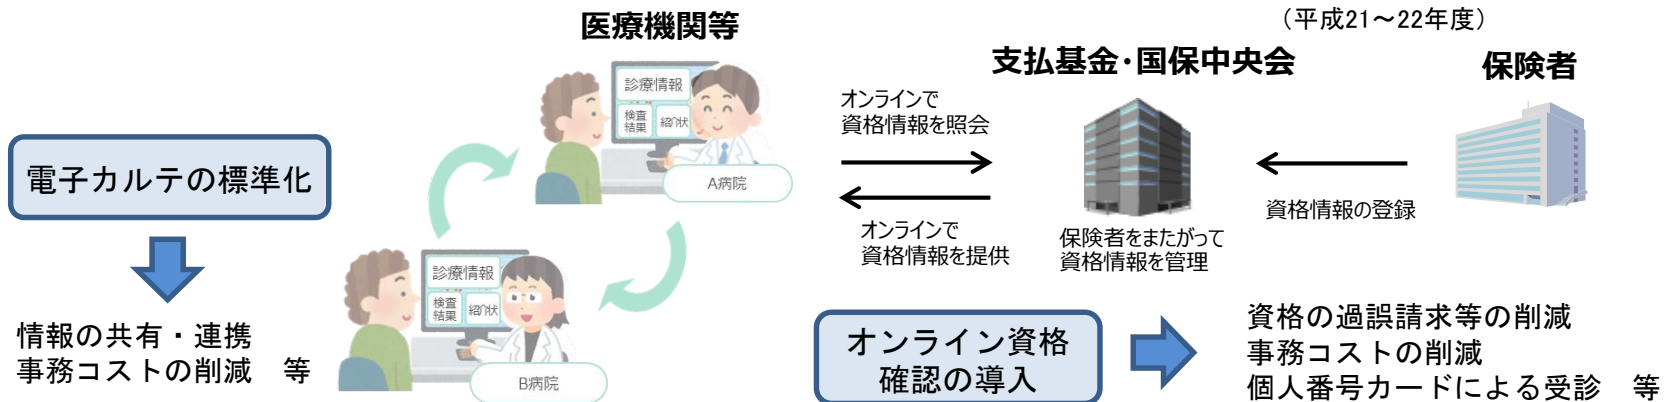 （平成21～22年度）
医療機関等
支払基金・国保中央会
保険者
診療情報
検査
結果
紹介状
A病院
オンラインで
資格情報を照会
オンラインで
資格情報を提供
保険者をまたがって
資格情報を管理
資格情報の登録
電子カルテの標準化
情報の共有・連携
事務コストの削減　等
診療情報
検査
結果
紹介状
B病院
オンライン資格
確認の導入
資格の過誤請求等の削減
事務コストの削減
個人番号カードによる受診　等